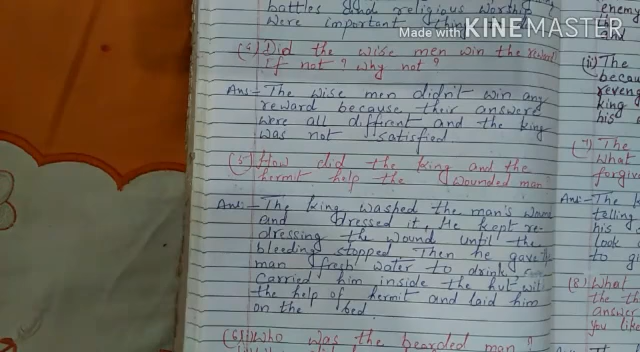 battles and religious worship
were important thing
Made with KINEMASTER
(4) Did the wise men win the reward
If not? why not?
Ans:- The wise men didn't win any
reward because their answers
were all diffirent and the king
was not satisfied.
(5) How did the king and the
hermit help the wounded man
Ans:- The king washed the man's wound
and dressed it, He kept re-
dressing the wound until the
bleeding stopped. Then he gave the
man fresh water to drink
carried him inside the hut with
the help of hermit and laid him
on the bed.
(6)(i) Who was the bearded man?
enemy
and
(ii) The
becau
reveng
king
his
(7) The
What
forgiv
Ans:- The k
telling
his
look
to gi
(8) What
the th
answer
you like